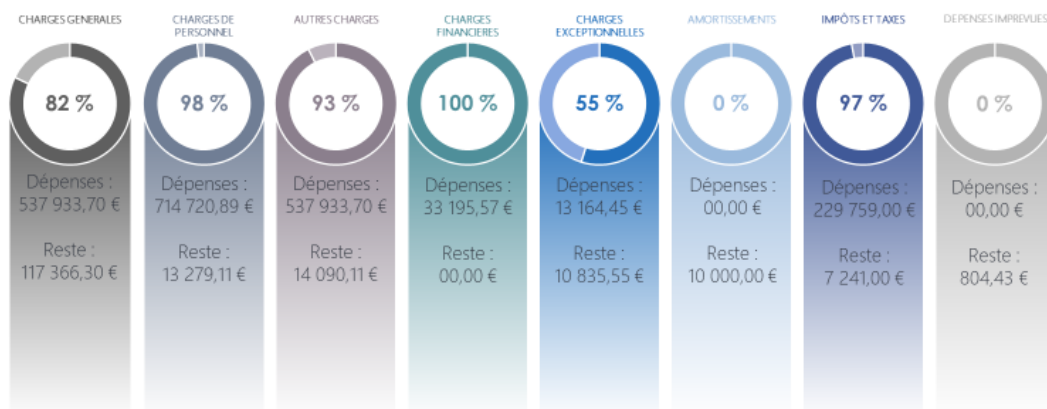 CHARGES GENERALES
82 %
Dépenses :
537 933,70 €
Reste :
117 366,30 €
CHARGES DE
PERSONNEL
98 %
Dépenses :
714 720,89 €
Reste :
13 279,11 €
AUTRES CHARGES
93 %
Dépenses :
537 933,70 €
Reste :
14 090,11 €
CHARGES
FINANCIERES
100 %
Dépenses :
33 195,57 €
Reste :
00,00 €
CHARGES
EXCEPTIONNELLES
55 %
Dépenses :
13 164,45 €
Reste :
10 835,55 €
AMORTISSEMENTS
0 %
Dépenses :
00,00 €
Reste :
10 000,00 €
IMPÔTS ET TAXES
97 %
Dépenses :
229 759,00 €
Reste :
7 241,00 €
DEPENSES IMPREVUES
0 %
Dépenses :
00,00 €
Reste :
804,43 €